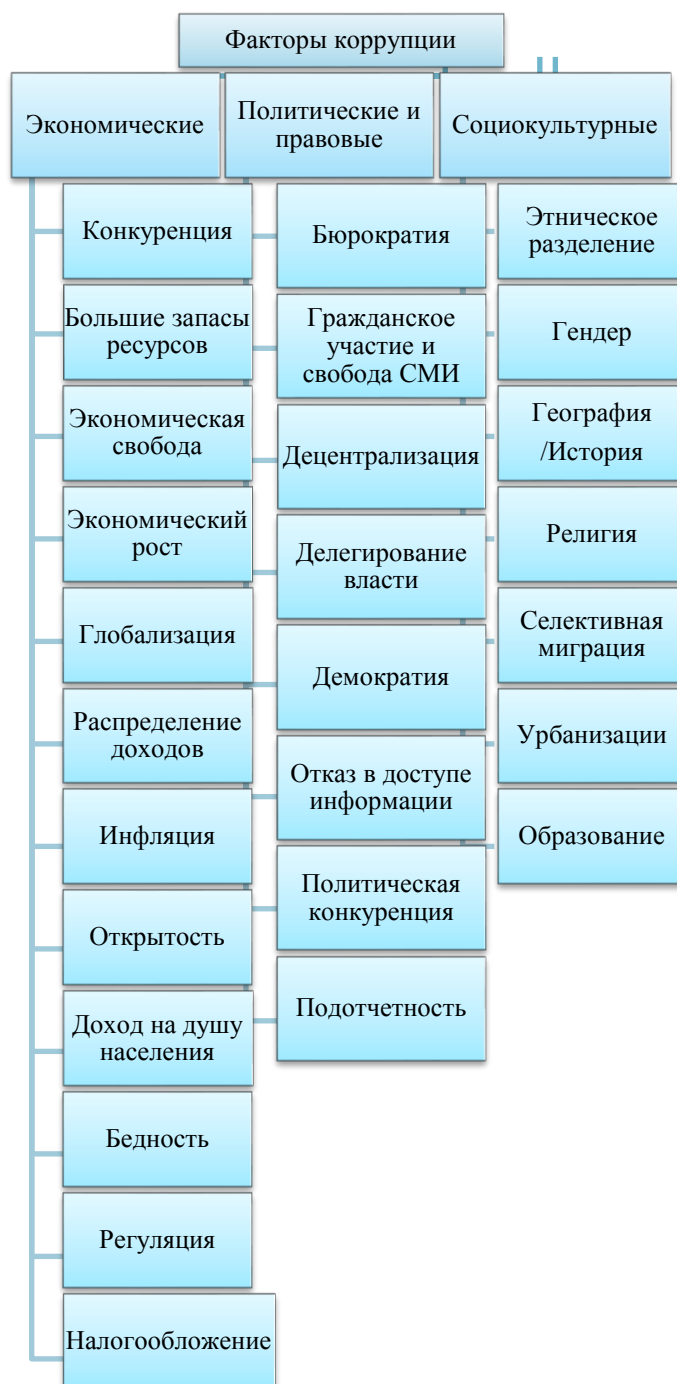 Факторы коррупции
Экономические
Политические и
правовые
Социокультурные
Конкуренция
Большие запасы
ресурсов
Экономическая
свобода
Экономический
рост
Глобализация
Распределение
доходов
Инфляция
Открытость
Доход на душу
населения
Бедность
Регуляция
Налогообложение
Бюрократия
Гражданское
участие и
свобода СМИ
Децентрализация
Делегирование
власти
Демократия
Отказ в доступе
информации
Политическая
конкуренция
Подотчетность
Этническое
разделение
Гендер
География
/История
Религия
Селективная
миграция
Урбанизации
Образование